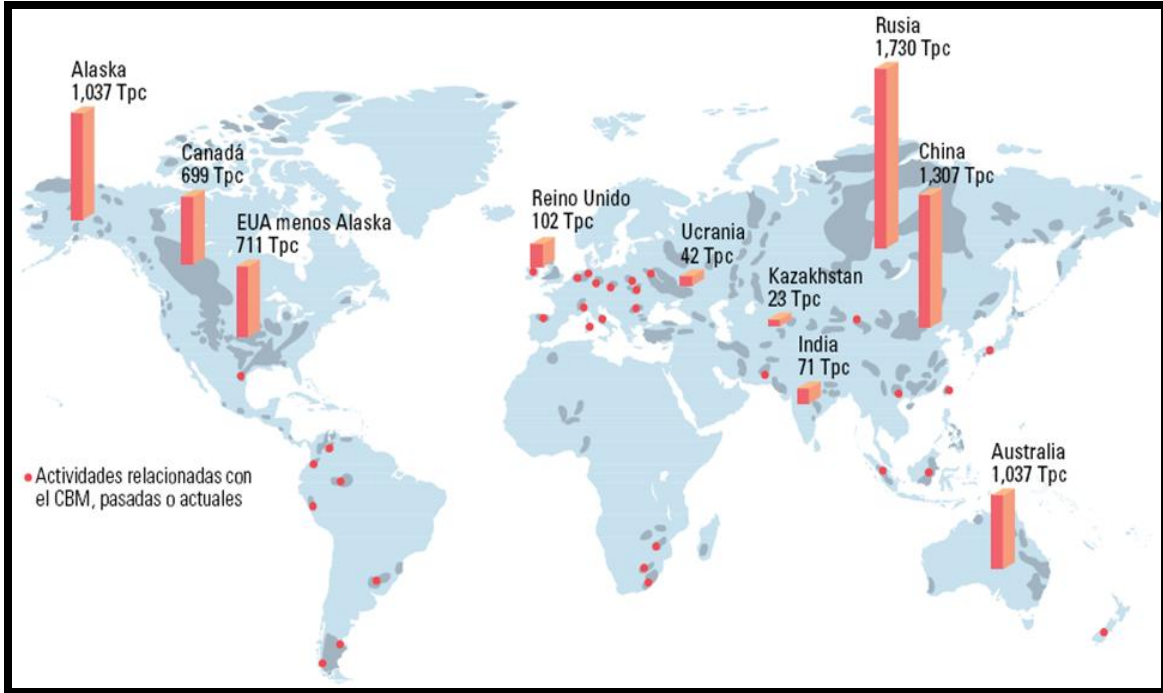 Rusia
1,730 Tpc
Alaska
1,037 Tpc
Canadá
699 Tpc
China
1,307 Tpc
Reino Unido
102 Tpc
EUA menos Alaska
711 Tpc
Ucrania
42 Tpc
Kazakhstan
23 Tpc
India
71 Tpc
Australia
1,037 Tpc
Actividades relacionadas con
el CBM, pasadas o actuales